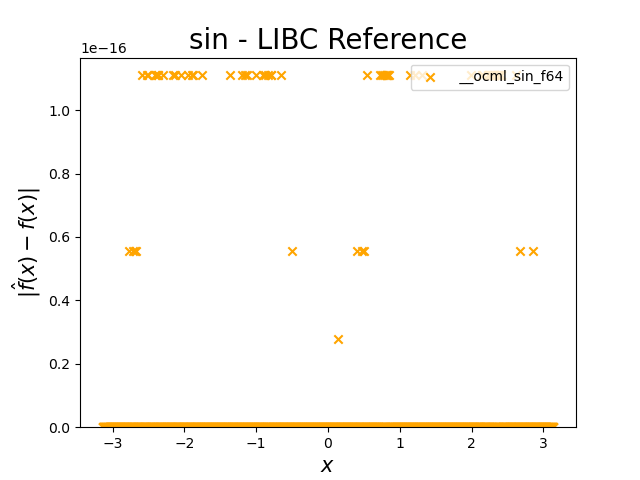 sin - LIBC Reference
1e−16
__ocml_sin_f64
1.0
0.8
0.6
0.4
0.2
0.0
|f̂(x) − f(x)|
−3 −2 −1 0 1 2 3
x